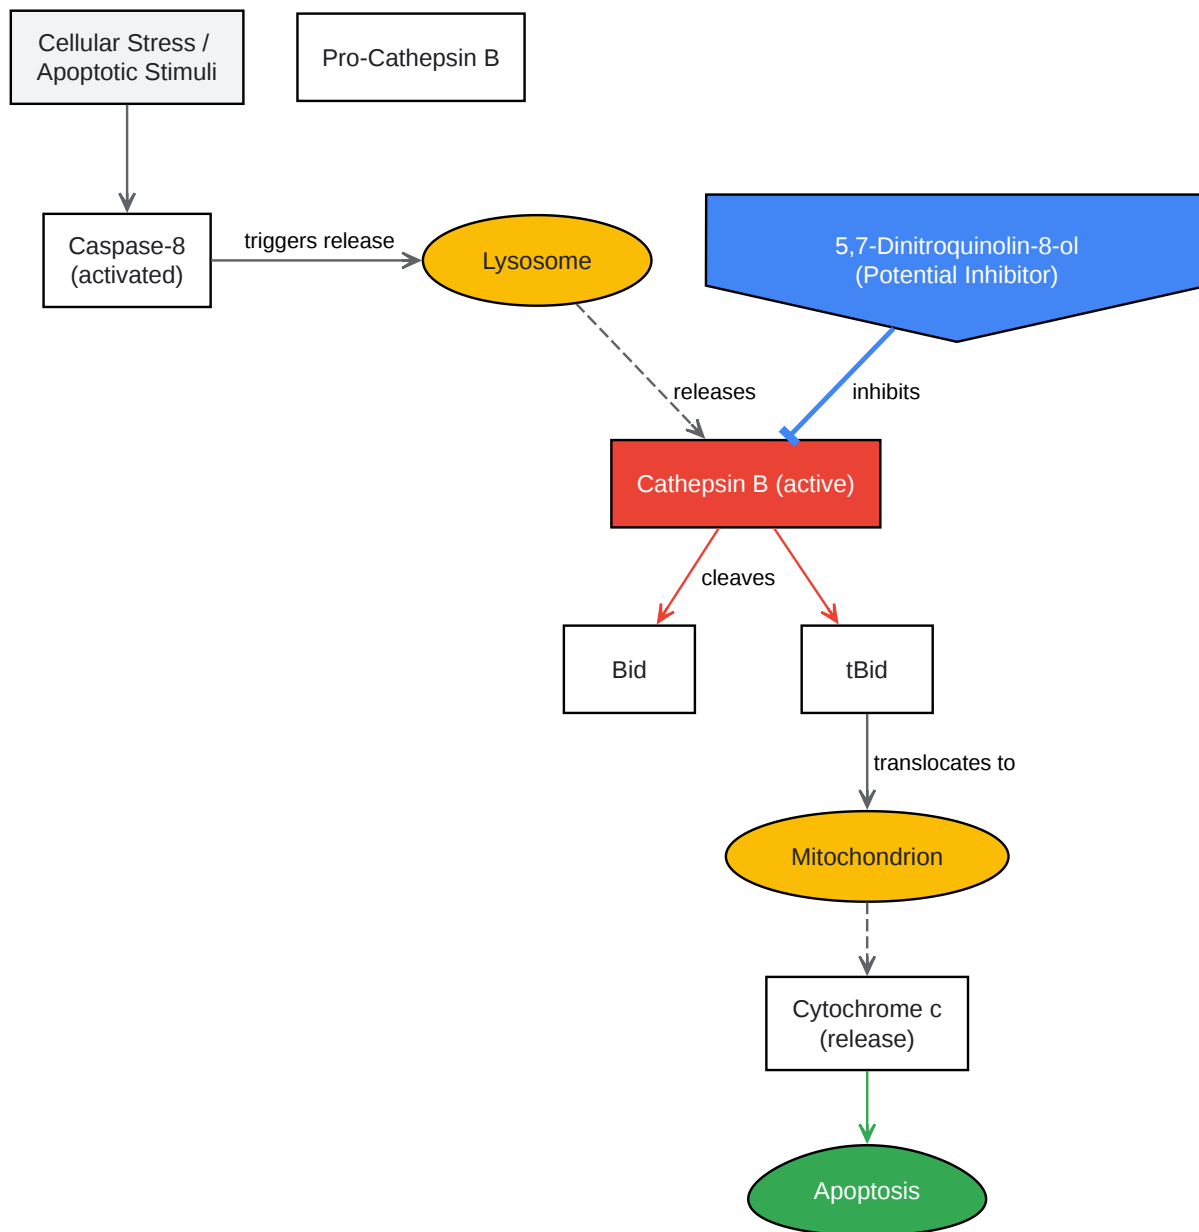 Cellular Stress /
Apoptotic Stimuli
Pro-Cathepsin B
Caspase-8
(activated)
triggers release
Lysosome
5,7-Dinitroquinolin-8-ol
(Potential Inhibitor)
releases
inhibits
Cathepsin B (active)
cleaves
Bid
tBid
translocates to
Mitochondrion
Cytochrome c
(release)
Apoptosis